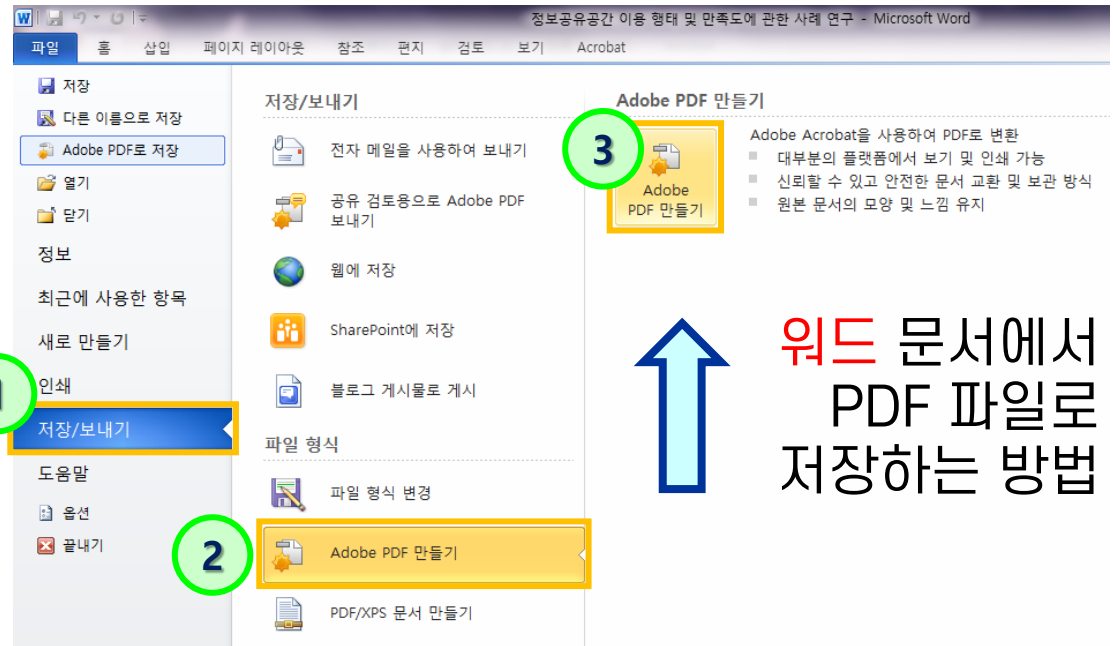 정보공유공간 이용 행태 및 만족도에 관한 사례 연구 - Microsoft Word
파일 홈 삽입 페이지 레이아웃 참조 편지 검토 보기 Acrobat
저장
다른 이름으로 저장
Adobe PDF로 저장
열기
닫기
정보
최근에 사용한 항목
새로 만들기
인쇄
저장/보내기
도움말
옵션
끝내기
저장/보내기
전자 메일을 사용하여 보내기
공유 검토용으로 Adobe PDF
보내기
웹에 저장
SharePoint에 저장
블로그 게시물로 게시
파일 형식
파일 형식 변경
2
Adobe PDF 만들기
PDF/XPS 문서 만들기
Adobe PDF 만들기
3
Adobe
PDF 만들기
Adobe Acrobat을 사용하여 PDF로 변환
대부분의 플랫폼에서 보기 및 인쇄 가능
신뢰할 수 있고 안전한 문서 교환 및 보관 방식
원본 문서의 모양 및 느낌 유지
워드 문서에서
PDF 파일로
저장하는 방법